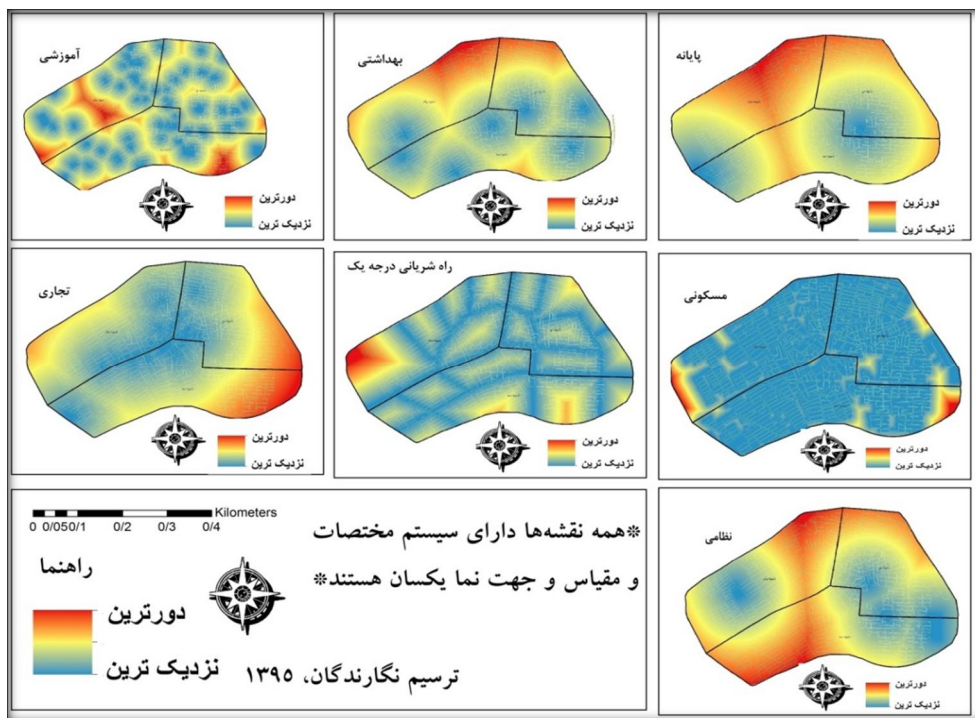 پایانه
دورترین
نزدیک ترین
بهداشتی
دورترین
نزدیک ترین
آموزشی
دورترین
نزدیک ترین
مسکونی
دورترین
نزدیک ترین
راه شریانی درجه یک
دورترین
نزدیک ترین
تجاری
دورترین
نزدیک ترین
نظامی
دورترین
نزدیک ترین
Kilometers
0 0/050/1 0/2 0/3 0/4
*همه نقشه‌ها دارای سیستم مختصات
و مقیاس و جهت نما یکسان هستند*
راهنما
دورترین
نزدیک ترین
ترسیم نگارندگان، ۱۳۹۵